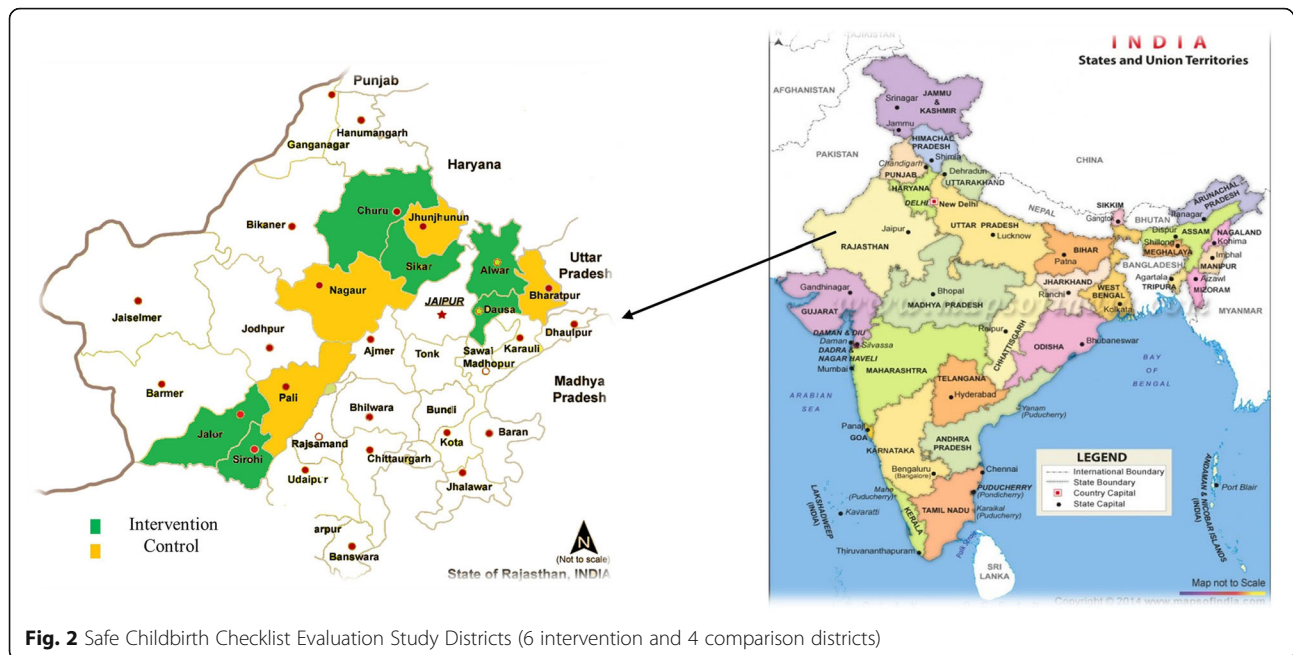 Punjab
Hanumangarh
Ganganagar
Haryana
Churu
Jhunjhunun
Bikaner
Sikar
Alwar
Uttar
Pradesh
Nagaur
JAIPUR
Bharatpur
Dausa
Jaiselmer
Jodhpur
Dhaulpur
Ajmer
Tonk
Sawai
Madhopur
Karauli
Madhya
Pradesh
Barmer
Pali
Bhilwara
Bundi
Jalor
Rajsamand
Kota
Baran
Sirohi
Chittaurgarh
Udaipur
Jhalawar
Intervention
Control
arpur
Banswara
N
(Not to scale)
State of Rajasthan, INDIA
INDIA
States and Union Territories
TAJIKISTAN
AFGHANISTAN
Srinagar
JAMMU
&
KASHMIR
Jammu
HIMACHAL
PRADESH
Shimla
PAKISTAN
Chandigarh
PUNJAB
Dehradun
UTTARAKHAND
CHINA
HARYANA
DELHI
New Delhi
ARUNACHAL
PRADESH
NEPAL
SIKKIM
Gangtok
BHUTAN
Itanagar
Jaipur
UTTAR PRADESH
Lucknow
Dispur
ASSAM
NAGALAND
Kohima
RAJASTHAN
BIHAR
Patna
Shillong
MEGHALAYA
Imphal
MANIPUR
BANGLADESH
Gandhinagar
Bhopal
JHARKHAND
Ranchi
WEST
BENGAL
Agartala
TRIPURA
Aizawl
MIZORAM
GUJARAT
MADHYA PRADESH
Kolkata
MYANMAR
DAMAN & DIU
Daman
Silvassa
DADRA &
NAGAR HAVELI
Raipur
CHHATTISGARH
ODISHA
Bhubaneswar
Mumbai
MAHARASHTRA
BAY
OF
BENGAL
TELANGANA
Hyderabad
ARABIAN
SEA
Yanam
(Puducherry)
Panaji
GOA
KARNATAKA
ANDHRA
PRADESH
Bengaluru
(Bangalore)
Chennai
Mahe
(Puducherry)
PUDUCHERRY
(Pondicherry)
LAKSHADWEEP
(INDIA)
Kavaratti
KERALA
TAMIL NADU
Karaikal
(Puducherry)
Thiruvananthapuram
SRI
LANKA
ANDAMAN & NICOBAR ISLANDS
(INDIA)
Port Blair
LEGEND
International Boundary
State Boundary
Country Capital
State Capital
Map not to Scale
Copyright © 2014 www.mapsofindia.com
Fig. 2 Safe Childbirth Checklist Evaluation Study Districts (6 intervention and 4 comparison districts)